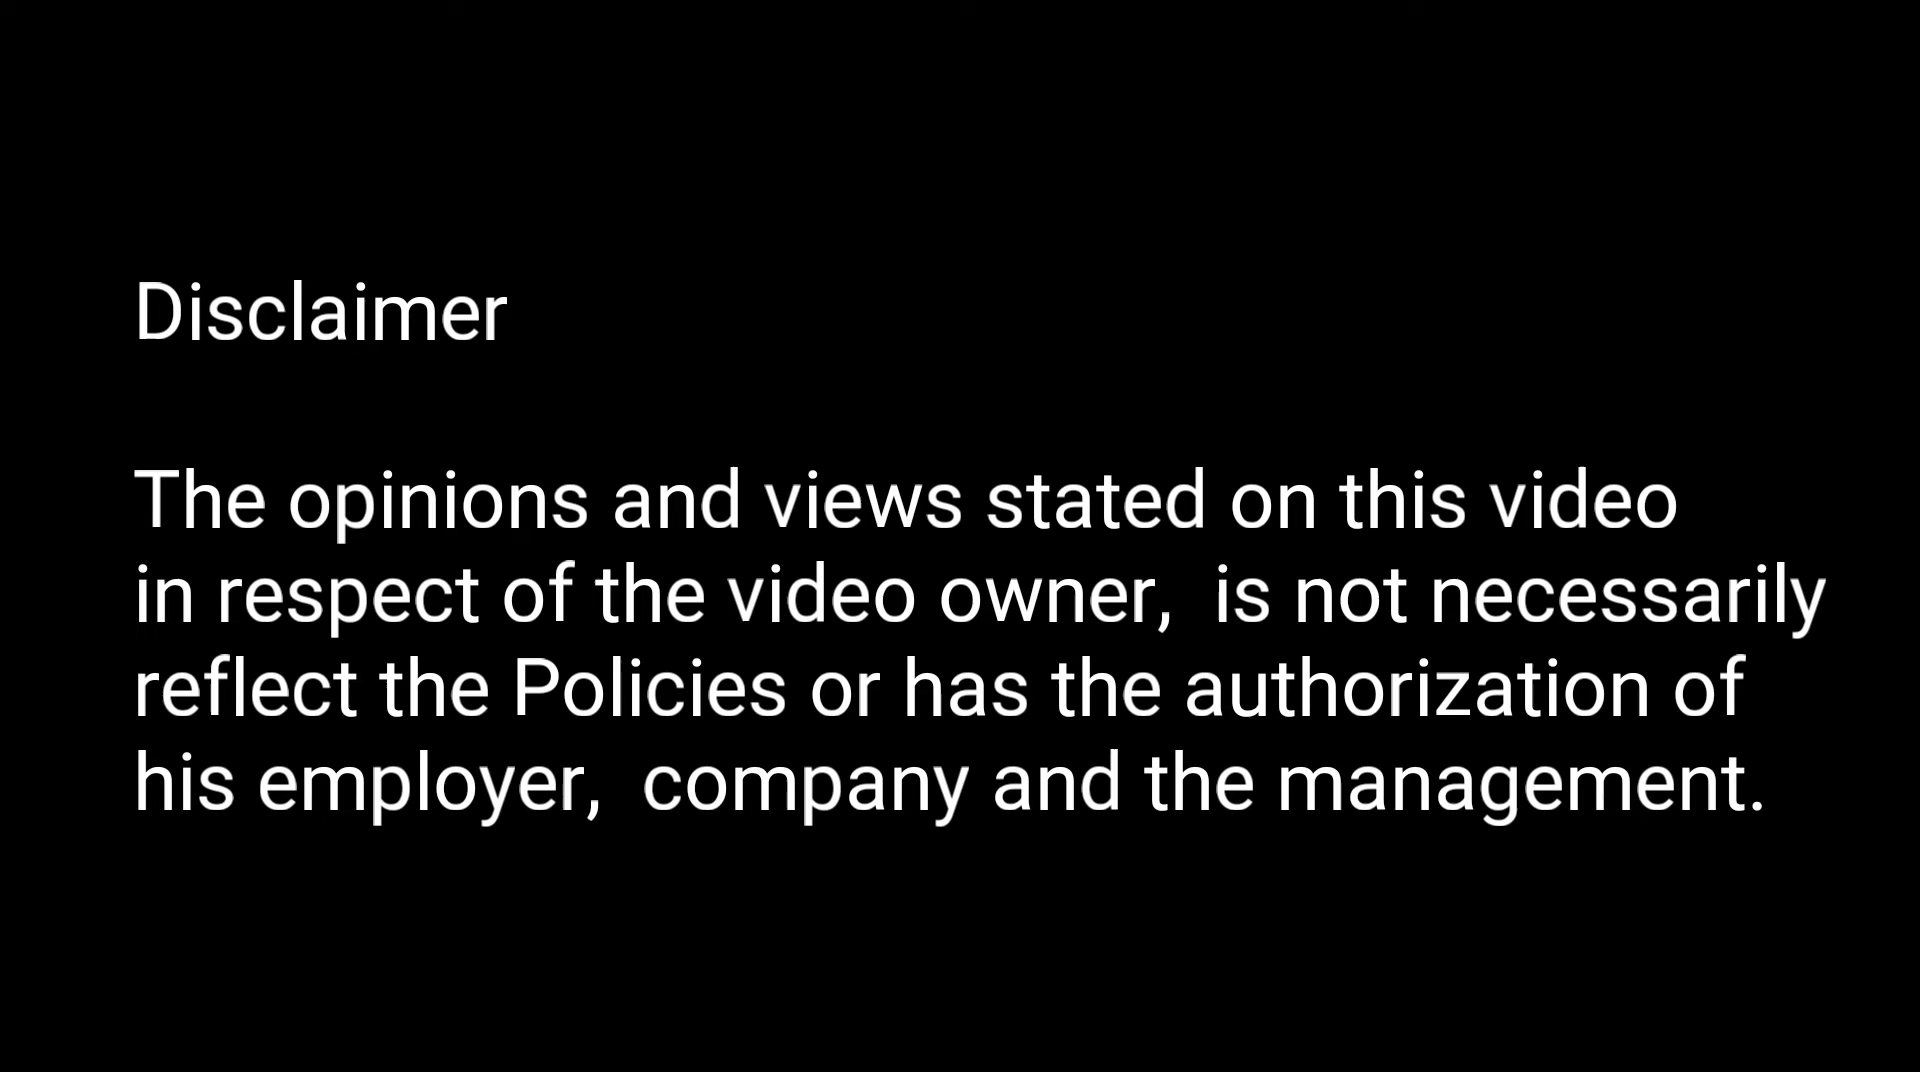 Disclaimer
The opinions and views stated on this video
in respect of the video owner,  is not necessarily
reflect the Policies or has the authorization of
his employer,  company and the management.